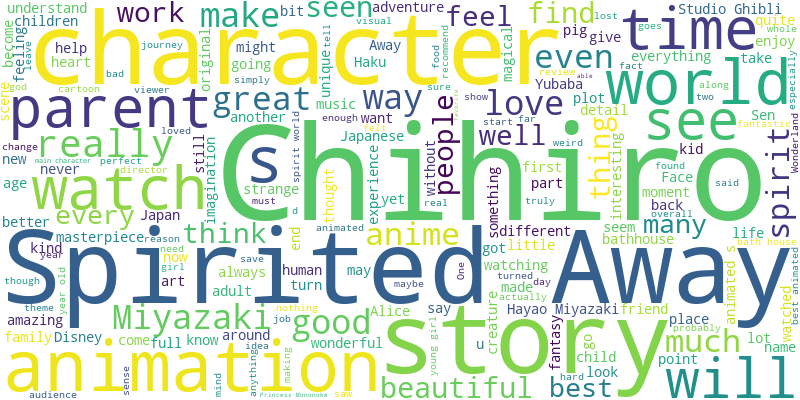 understand
children
become
feeling
help
heart
work
make
original
seen
bit
might
going
adventure
visual
tell
Away
Haku
feel
journey
unique
magical
find
lost
food
recommend
pig
give
goes
Studio Ghibli
quite
enjoy
whole
everything
take
time
especially
character
scene
god
leave
bad
cartoon
simply
viewer
music
able
review
fact
Yubaba
plot
along
two
world
fantastic
Wonderland
parent
great
another
way
want
Japanese
love
sure
show
favorite
start
far
weird
well
detail
Sen
see
kid
change
loved
main character
perfect
director
really
still
enough
felt
without
people
first
thing
interesting
found
said
new
never
imagination
strange
spirit world
must
d
s
experience
real
part
truly
moment
Face
back
overall
spirit
age
watch
every
thought
yet
something
better
Japan
masterpiece
reason
think
end
animated
anime
different
seem
many
life
bath house
Chihiro
though
year
kind
now
need
girl
always
save
human
may
maybe
got
little
bathhouse
watching
turned
day
One
creature
made
actually
Spirited Away
year old
theme
amazing
art
adult
turn
nothing
Miyazaki
job
good
Alice
say
young girl
u
Hayao Miyazaki
friend
place
probably
much
lot
name
watched
animated s
best animated
family
Disney
come
full
know
around
wonderful
idea
anything
making
fantasy
go
child
look
hard
point
story
animation
audience
sense
mind
saw
Princess Mononoke
beautiful
best
will